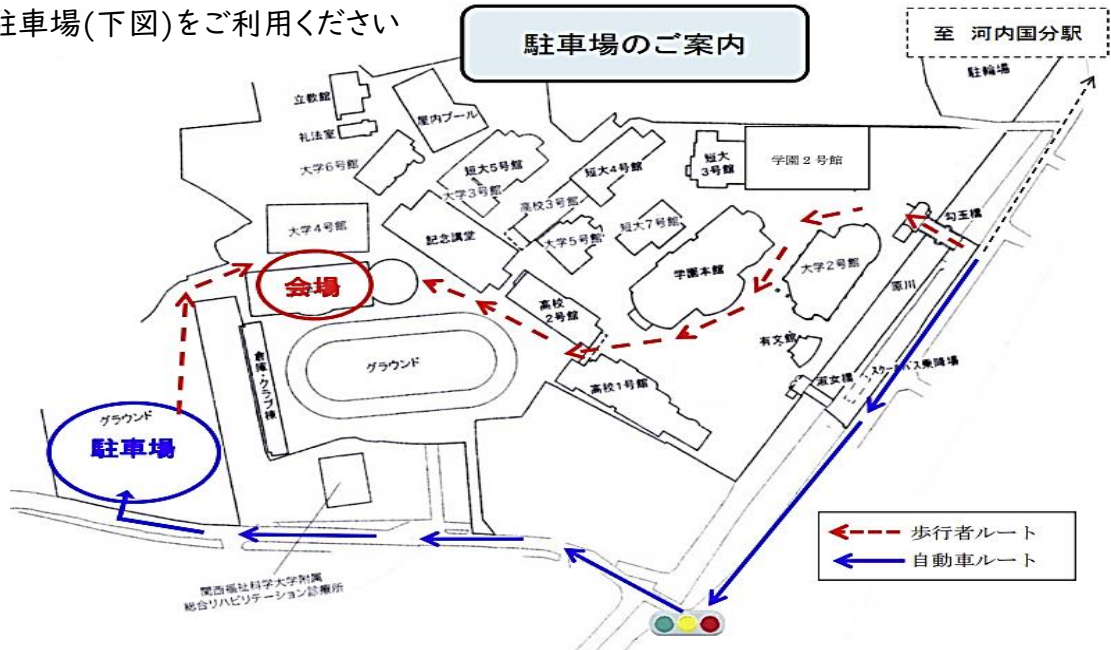 駐車場(下図)をご利用ください
駐車場のご案内
至 河内国分駅
駐輪場
立教館
礼法室
屋内プール
大学6号館
短大5号館
大学3号館
短大4号館
高校3号館
短大
3号館
学園2号館
大学4号館
記念講堂
大学5号館
短大7号館
学園本館
大学2号館
勾玉橋
原川
会場
高校
2号館
有文館
スクールバス乗降場
淑女橋
高校1号館
グラウンド
倉庫・クラブ棟
グラウンド
駐車場
関西福祉科学大学附属
総合リハビリテーション診療所
歩行者ルート
自動車ルート